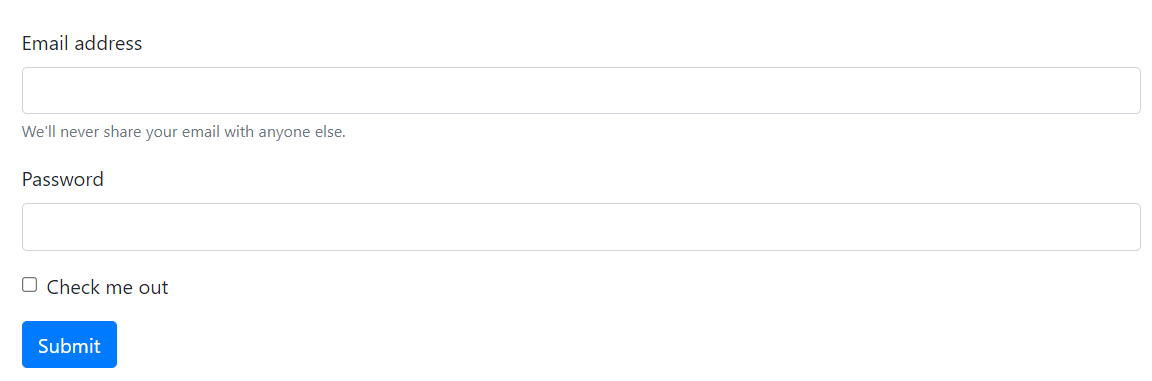 Email address
We'll never share your email with anyone else.
Password
Check me out
Submit